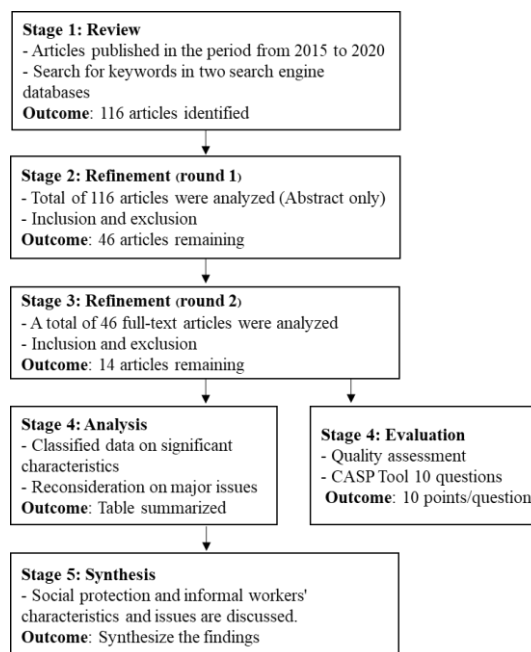 Stage 1: Review
- Articles published in the period from 2015 to 2020
- Search for keywords in two search engine
databases
Outcome: 116 articles identified
Stage 2: Refinement (round 1)
- Total of 116 articles were analyzed (Abstract only)
- Inclusion and exclusion
Outcome: 46 articles remaining
Stage 3: Refinement (round 2)
- A total of 46 full-text articles were analyzed
- Inclusion and exclusion
Outcome: 14 articles remaining
Stage 4: Analysis
- Classified data on significant
characteristics
- Reconsideration on major issues
Outcome: Table summarized
Stage 4: Evaluation
- Quality assessment
- CASP Tool 10 questions
Outcome: 10 points/question
Stage 5: Synthesis
- Social protection and informal workers'
characteristics and issues are discussed.
Outcome: Synthesize the findings